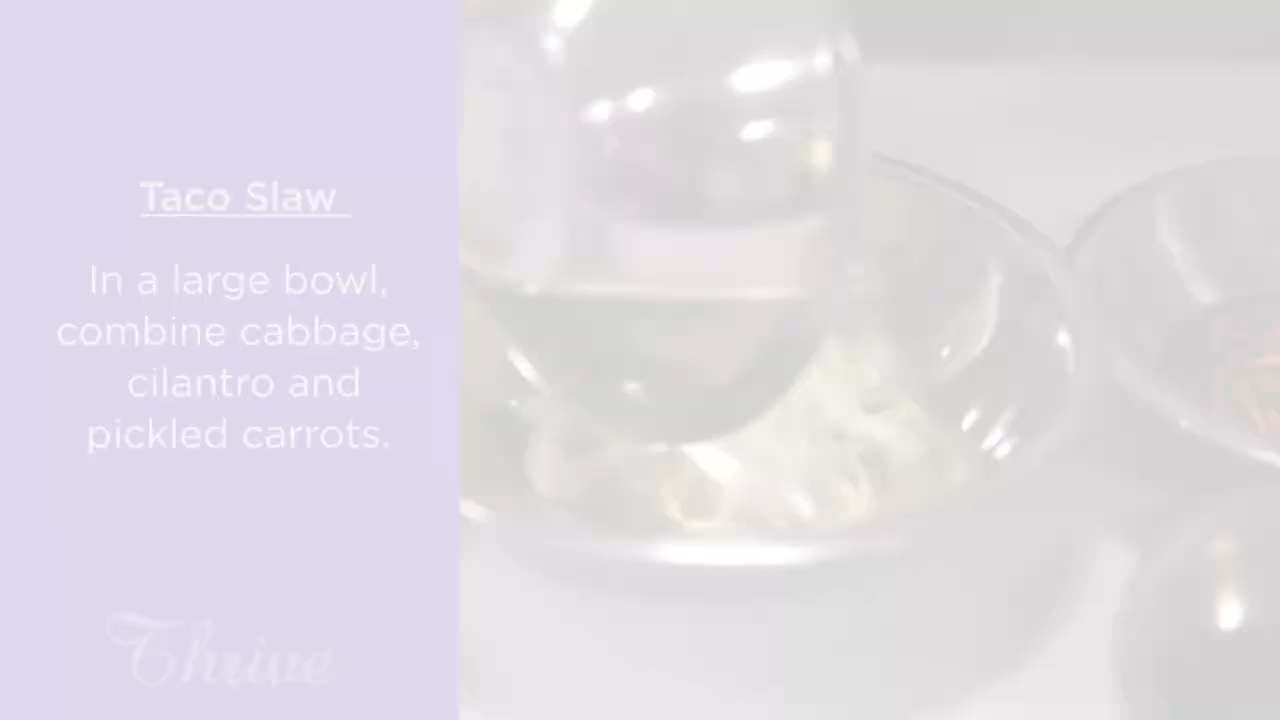 Taco Slaw
In a large bowl,
combine cabbage,
cilantro and
pickled carrots.
Thrive